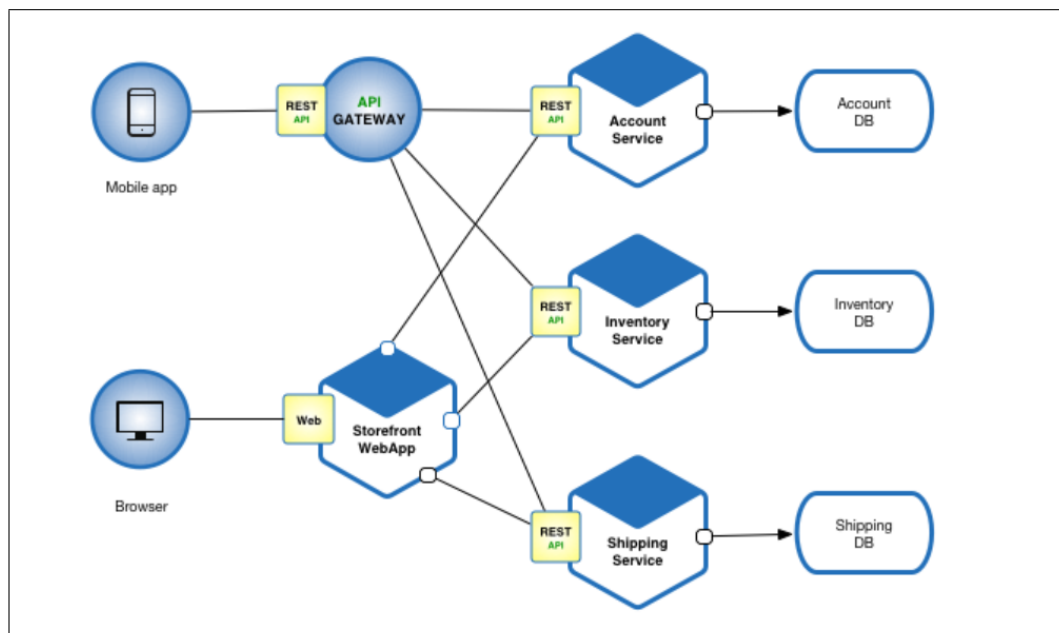 REST
API
API
GATEWAY
Mobile app
REST
API
Account
Service
Account
DB
REST
API
Inventory
Service
Inventory
DB
Web
Storefront
WebApp
Browser
REST
API
Shipping
Service
Shipping
DB